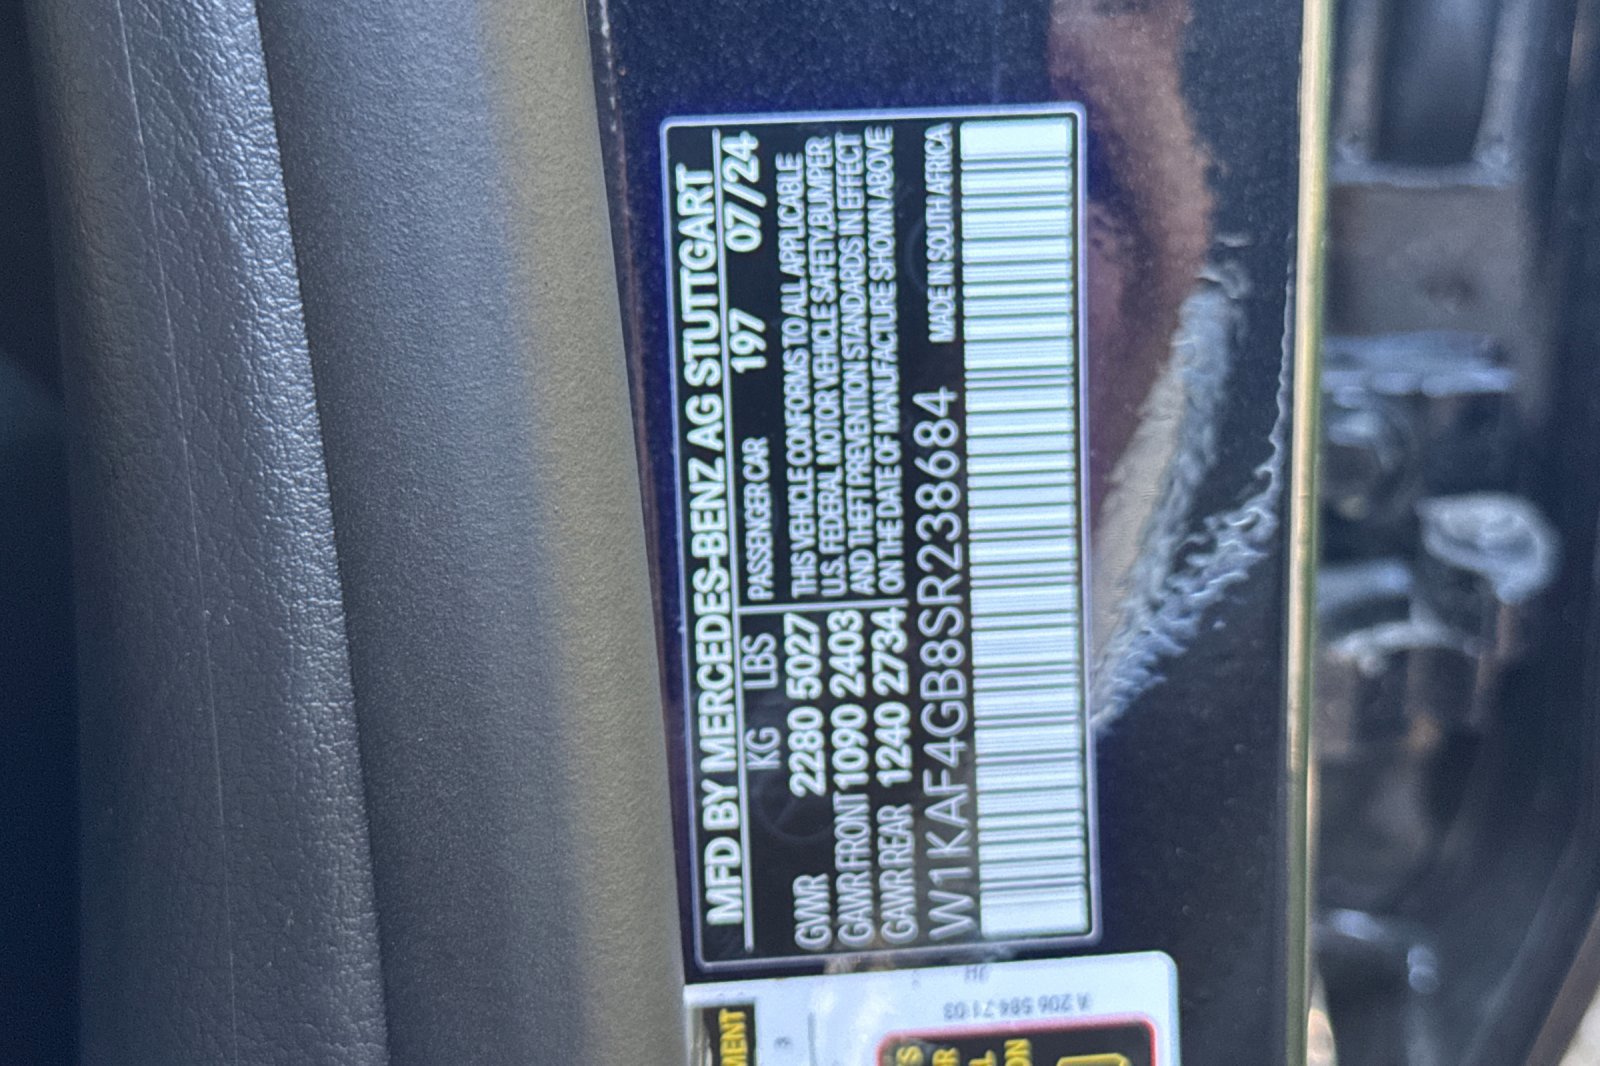 MFD BY MERCEDES-BENZ AG STUTTGART
KG LBS
GVWR 2280 5027
GAWR FRONT 1090 2403
GAWR REAR 1240 2734
PASSENGER CAR 197 07/24
THIS VEHICLE CONFORMS TO ALL APPLICABLE
U.S. FEDERAL MOTOR VEHICLE SAFETY,BUMPER
AND THEFT PREVENTION STANDARDS IN EFFECT
ON THE DATE OF MANUFACTURE SHOWN ABOVE
W1KAF4GB8SR238684 MADE IN SOUTH AFRICA
A 206 584 71 03